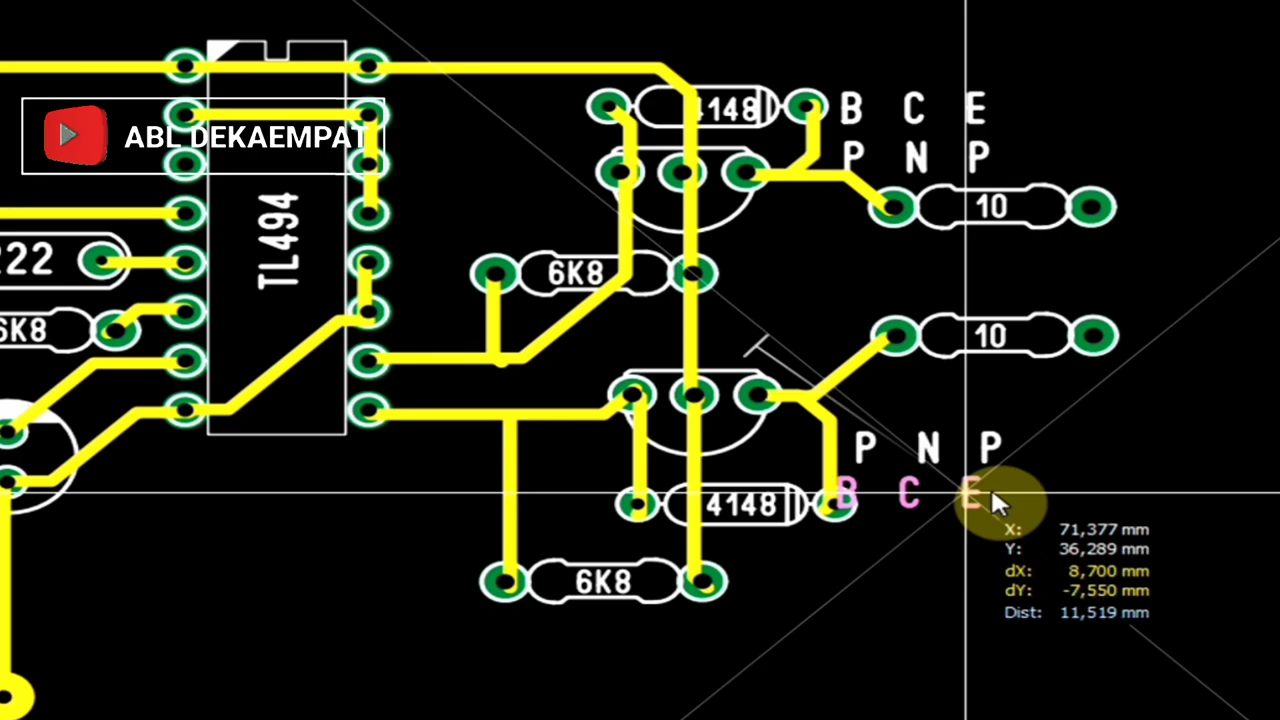 4148
B C E
ABL DEKAEMPAT
P N P
10
TL494
222
6K8
6K8
10
P N P
B C E
4148
X: 71,377 mm
Y: 36,289 mm
dX: 8,700 mm
dY: -7,550 mm
6K8
Dist: 11,519 mm